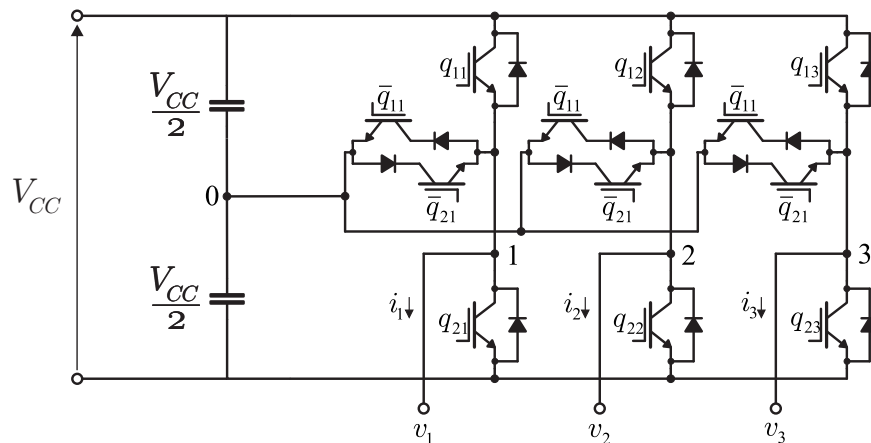 V_CC
V_CC/2
V_CC/2
0
q_11
q_12
q_13
q̅_11
q̅_11
q̅_11
q̅_21
q̅_21
q̅_21
1
2
3
i_1
i_2
i_3
q_21
q_22
q_23
v_1
v_2
v_3